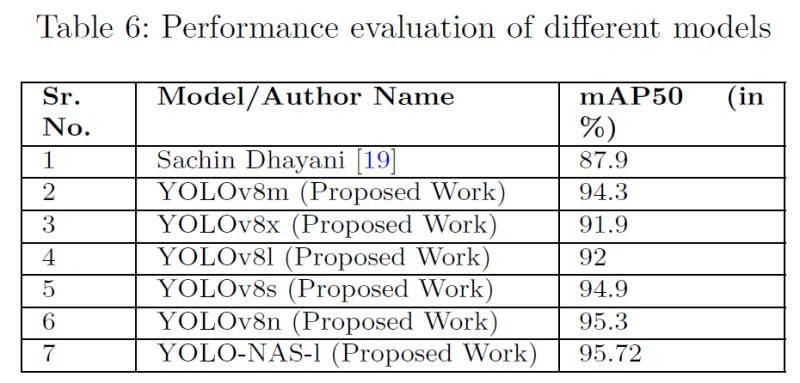 Table 6: Performance evaluation of different models
Sr. No. Model/Author Name mAP50 (in %)
1 Sachin Dhayani [19] 87.9
2 YOLOv8m (Proposed Work) 94.3
3 YOLOv8x (Proposed Work) 91.9
4 YOLOv8l (Proposed Work) 92
5 YOLOv8s (Proposed Work) 94.9
6 YOLOv8n (Proposed Work) 95.3
7 YOLO-NAS-l (Proposed Work) 95.72